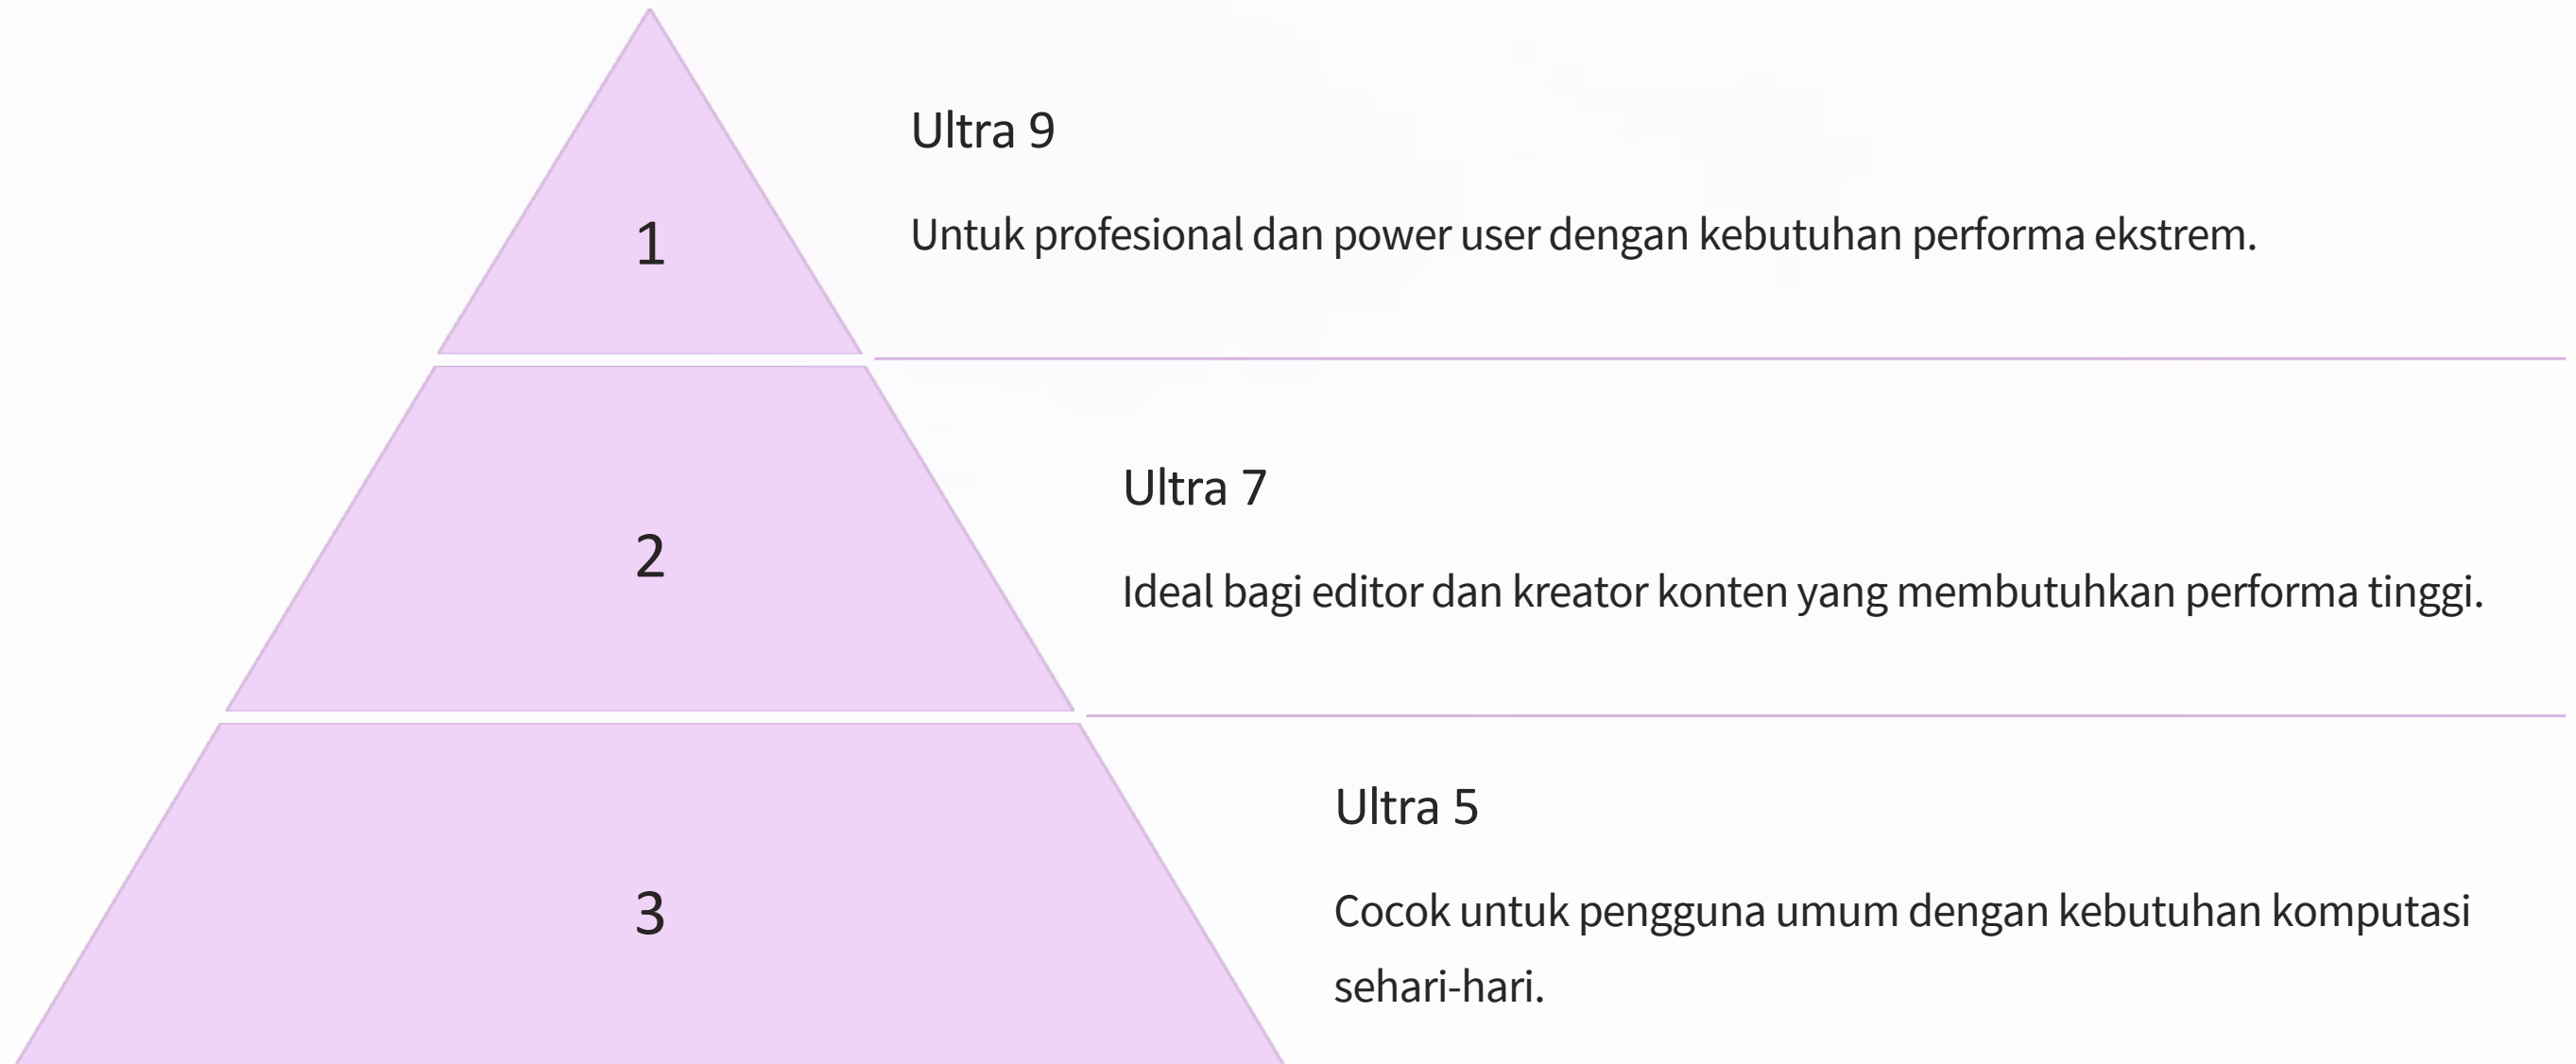 1
Ultra 9
Untuk profesional dan power user dengan kebutuhan performa ekstrem.
2
Ultra 7
Ideal bagi editor dan kreator konten yang membutuhkan performa tinggi.
3
Ultra 5
Cocok untuk pengguna umum dengan kebutuhan komputasi
sehari-hari.